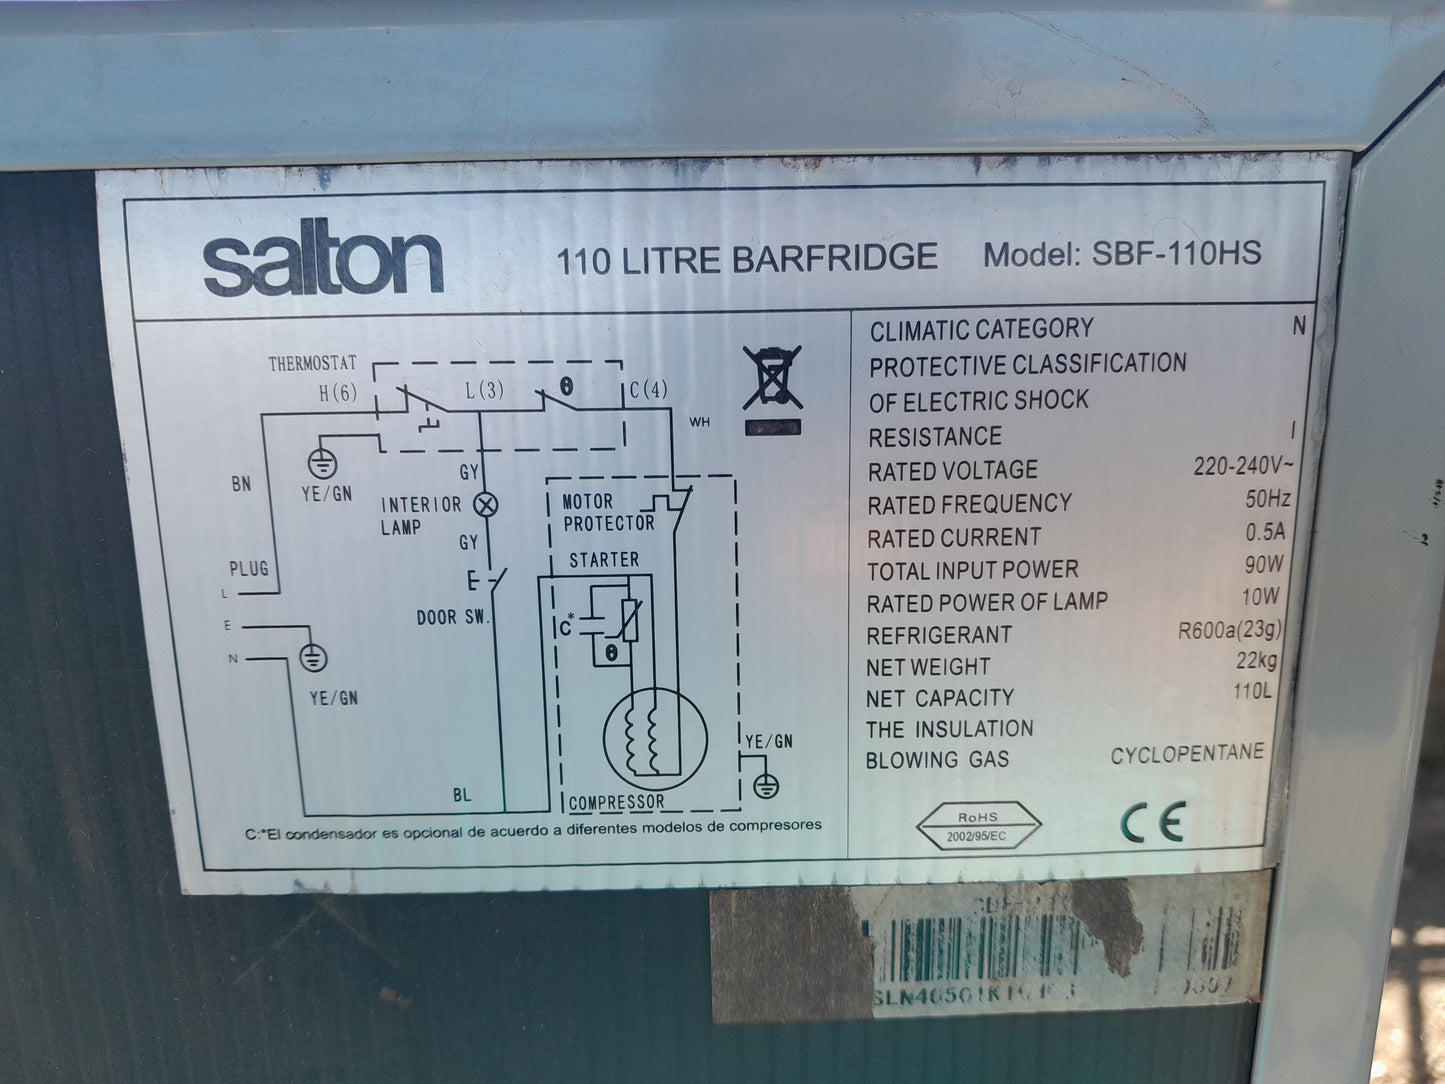 salton
110 LITRE BARFRIDGE Model: SBF-110HS
THERMOSTAT
H(6)
L(3)
θ
C(4)
WH
BN
YE/GN
GY
INTERIOR
LAMP
GY
MOTOR
PROTECTOR
STARTER
PLUG
L
E
N
DOOR SW.
C*
θ
YE/GN
YE/GN
BL
COMPRESSOR
C:*El condensador es opcional de acuerdo a diferentes modelos de compresores
CLIMATIC CATEGORY N
PROTECTIVE CLASSIFICATION
OF ELECTRIC SHOCK
RESISTANCE I
RATED VOLTAGE 220-240V~
RATED FREQUENCY 50Hz
RATED CURRENT 0.5A
TOTAL INPUT POWER 90W
RATED POWER OF LAMP 10W
REFRIGERANT R600a(23g)
NET WEIGHT 22kg
NET CAPACITY 110L
THE INSULATION
BLOWING GAS CYCLOPENTANE
RoHS
2002/95/EC
CE